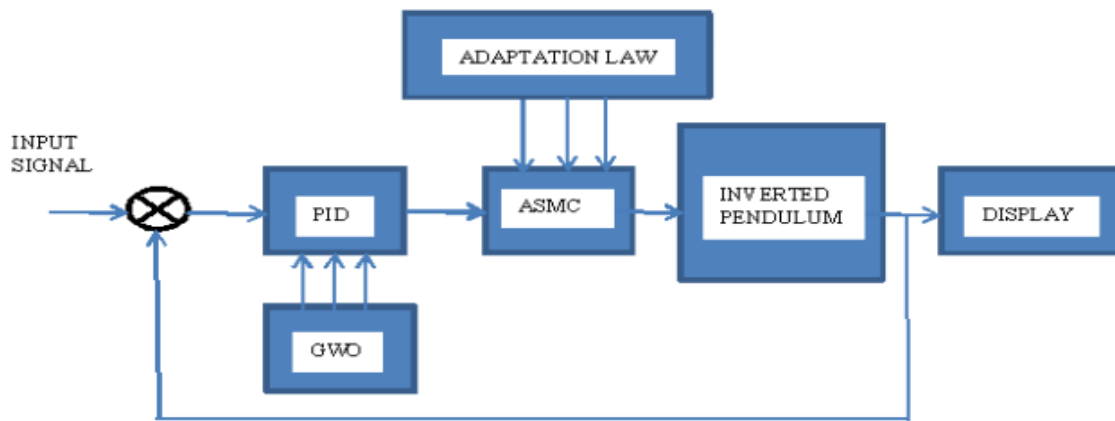 ADAPTATION LAW
INPUT
SIGNAL
PID
ASMC
INVERTED
PENDULUM
DISPLAY
GWO